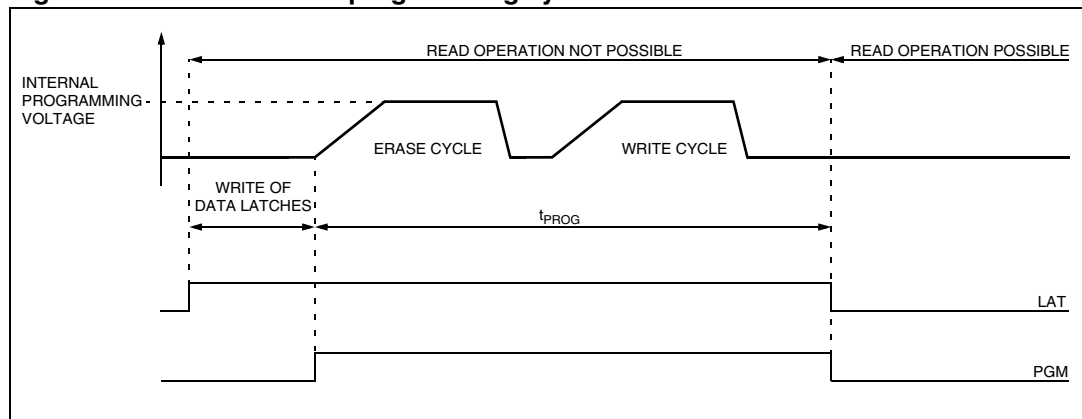 READ OPERATION NOT POSSIBLE
READ OPERATION POSSIBLE
INTERNAL
PROGRAMMING
VOLTAGE
ERASE CYCLE
WRITE CYCLE
WRITE OF
DATA LATCHES
tPROG
LAT
PGM